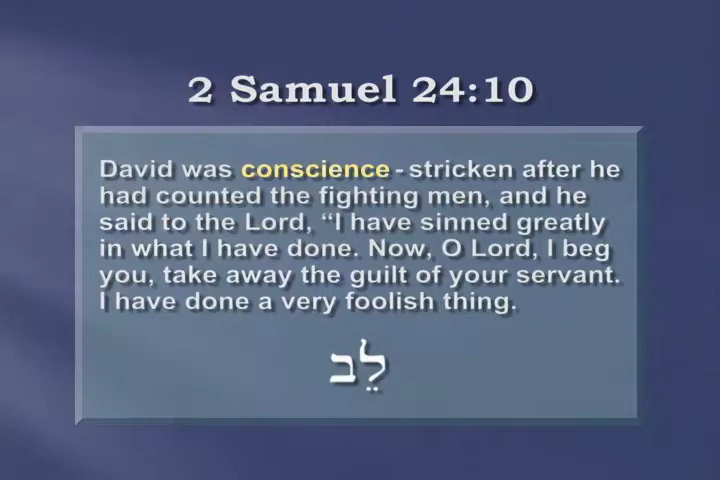 2 Samuel 24:10
David was conscience - stricken after he
had counted the fighting men, and he
said to the Lord, “I have sinned greatly
in what I have done. Now, O Lord, I beg
you, take away the guilt of your servant.
I have done a very foolish thing.
לֵב